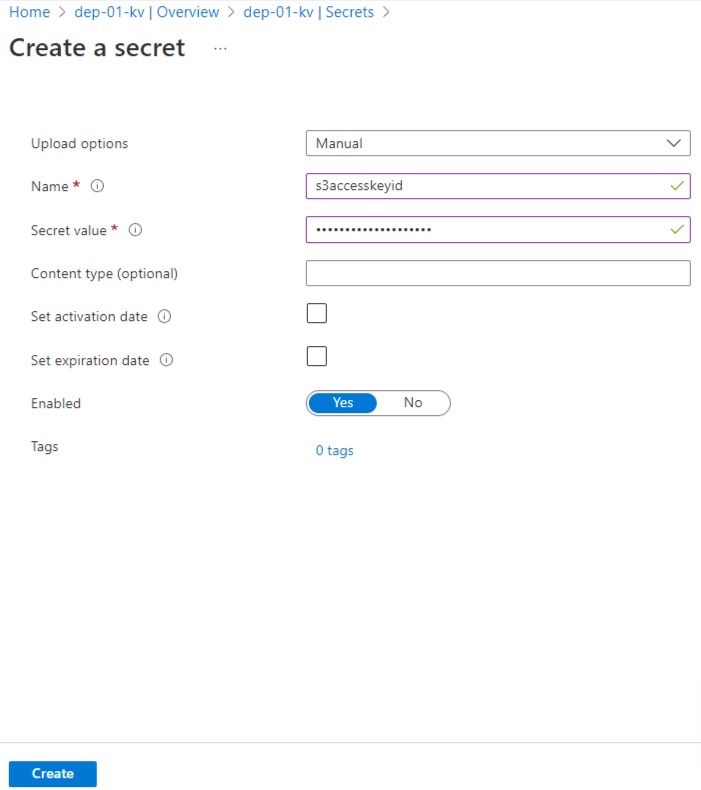 Home > dep-01-kv | Overview > dep-01-kv | Secrets >
Create a secret ...
Upload options Manual
Name * s3accesskeyid
Secret value * ••••••••••••••••••••
Content type (optional)
Set activation date
Set expiration date
Enabled Yes No
Tags 0 tags
Create